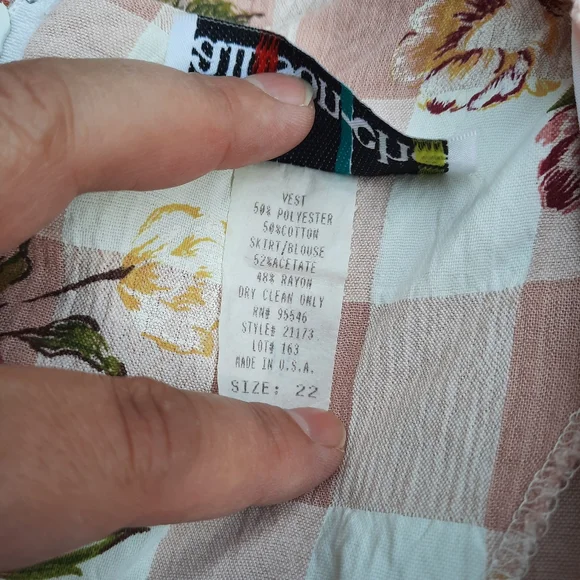 VEST
50% POLYESTER
50%COTTON
SKTRT/BLOUSE
52%ACETATE
48% RAYON
DRY CLEAN ONLY
RN# 95546
STYLE# 21173
LOT# 163
MADE IN U.S.A.
SIZE: 22